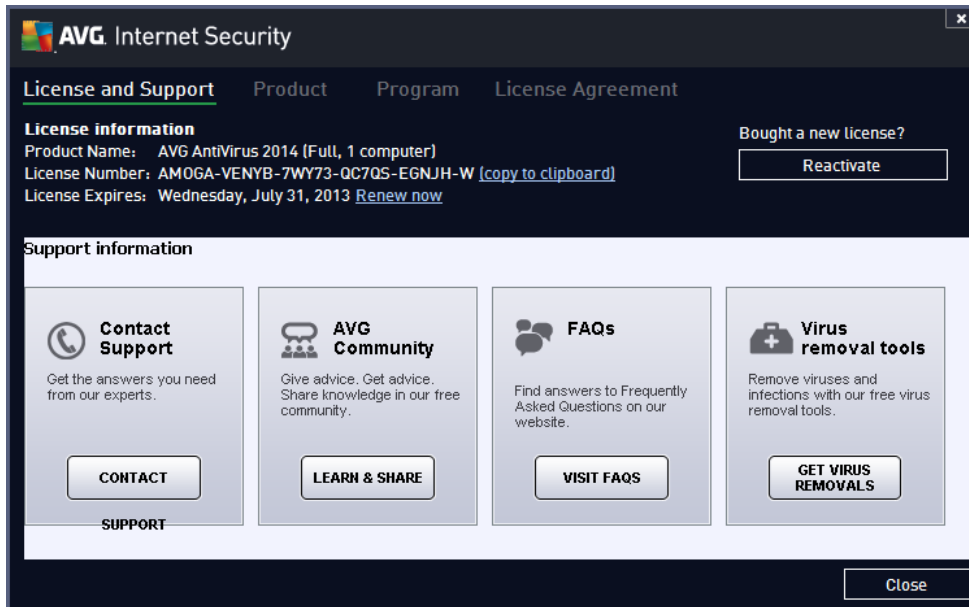 AVG. Internet Security
License and Support Product Program License Agreement
License information
Product Name: AVG AntiVirus 2014 (Full, 1 computer)
License Number: AMOGA-VENYB-7WY73-QC7QS-EGNJH-W (copy to clipboard)
License Expires: Wednesday, July 31, 2013 Renew now
Bought a new license?
Reactivate
Support information
Contact
Support
Get the answers you need
from our experts.
CONTACT
SUPPORT
AVG
Community
Give advice. Get advice.
Share knowledge in our free
community.
LEARN & SHARE
FAQs
Find answers to Frequently
Asked Questions on our
website.
VISIT FAQS
Virus
removal tools
Remove viruses and
infections with our free virus
removal tools.
GET VIRUS
REMOVALS
Close